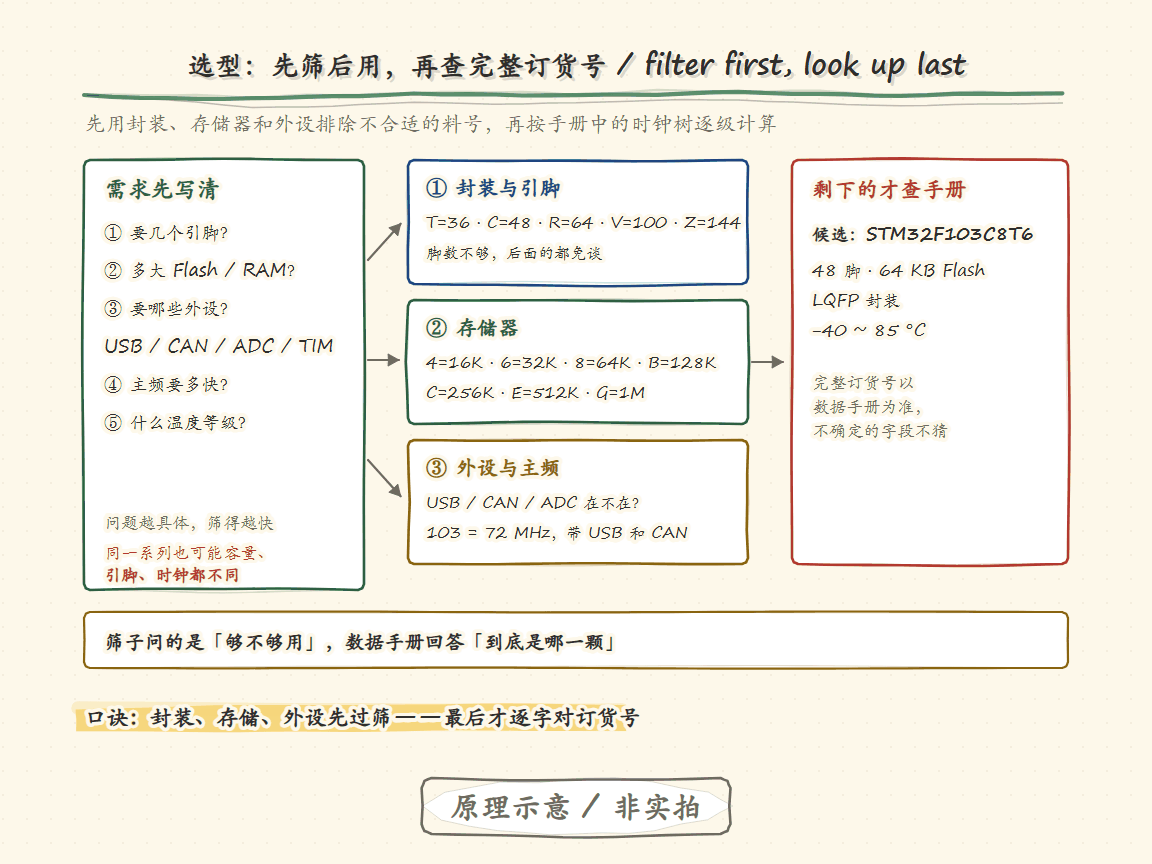 选型：先筛后用，再查完整订货号 / filter first, look up last
先用封装、存储器和外设排除不合适的料号，再按手册中的时钟树逐级计算
需求先写清
① 要几个引脚?
② 多大 Flash / RAM?
③ 要哪些外设?
USB / CAN / ADC / TIM
④ 主频要多快?
⑤ 什么温度等级?
问题越具体，筛得越快
同一系列也可能容量、
引脚、时钟都不同
① 封装与引脚
T=36 · C=48 · R=64 · V=100 · Z=144
脚数不够，后面的都免谈
② 存储器
4=16K · 6=32K · 8=64K · B=128K
C=256K · E=512K · G=1M
③ 外设与主频
USB / CAN / ADC 在不在?
103 = 72 MHz，带 USB 和 CAN
剩下的才查手册
候选：STM32F103C8T6
48 脚 · 64 KB Flash
LQFP 封装
-40 ~ 85 °C
完整订货号以
数据手册为准，
不确定的字段不猜
筛子问的是「够不够用」，数据手册回答「到底是哪一颗」
口诀：封装、存储、外设先过筛——最后才逐字对订货号
原理示意 / 非实拍